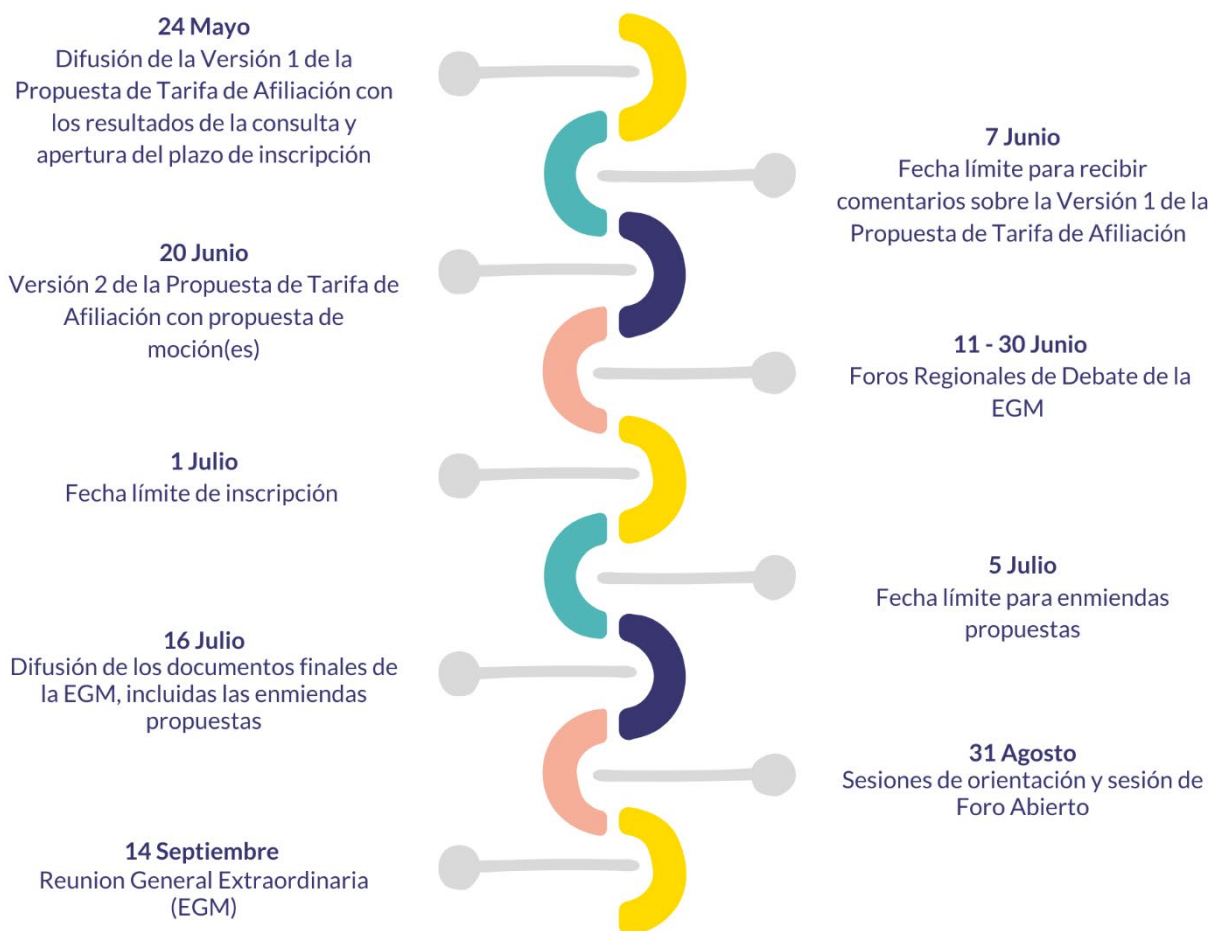 24 Mayo
Difusión de la Versión 1 de la
Propuesta de Tarifa de Afiliación con
los resultados de la consulta y
apertura del plazo de inscripción
7 Junio
Fecha límite para recibir
comentarios sobre la Versión 1 de la
Propuesta de Tarifa de Afiliación
20 Junio
Versión 2 de la Propuesta de Tarifa de
Afiliación con propuesta de
moción(es)
11 - 30 Junio
Foros Regionales de Debate de la
EGM
1 Julio
Fecha límite de inscripción
5 Julio
Fecha límite para enmiendas
propuestas
16 Julio
Difusión de los documentos finales de
la EGM, incluidas las enmiendas
propuestas
31 Agosto
Sesiones de orientación y sesión de
Foro Abierto
14 Septiembre
Reunion General Extraordinaria
(EGM)